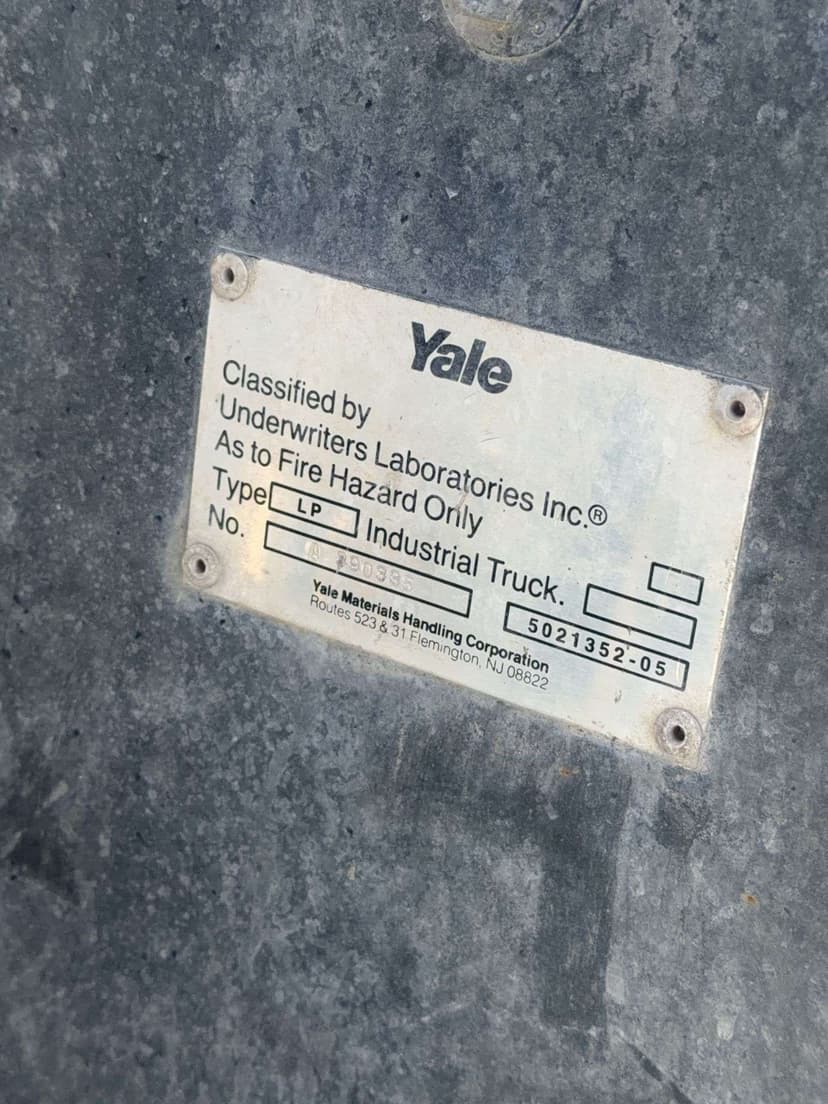 Yale
Classified by
Underwriters Laboratories Inc.®
As to Fire Hazard Only
Type LP Industrial Truck.
No.
5021352-05
Yale Materials Handling Corporation
Routes 523 & 31 Flemington, NJ 08822